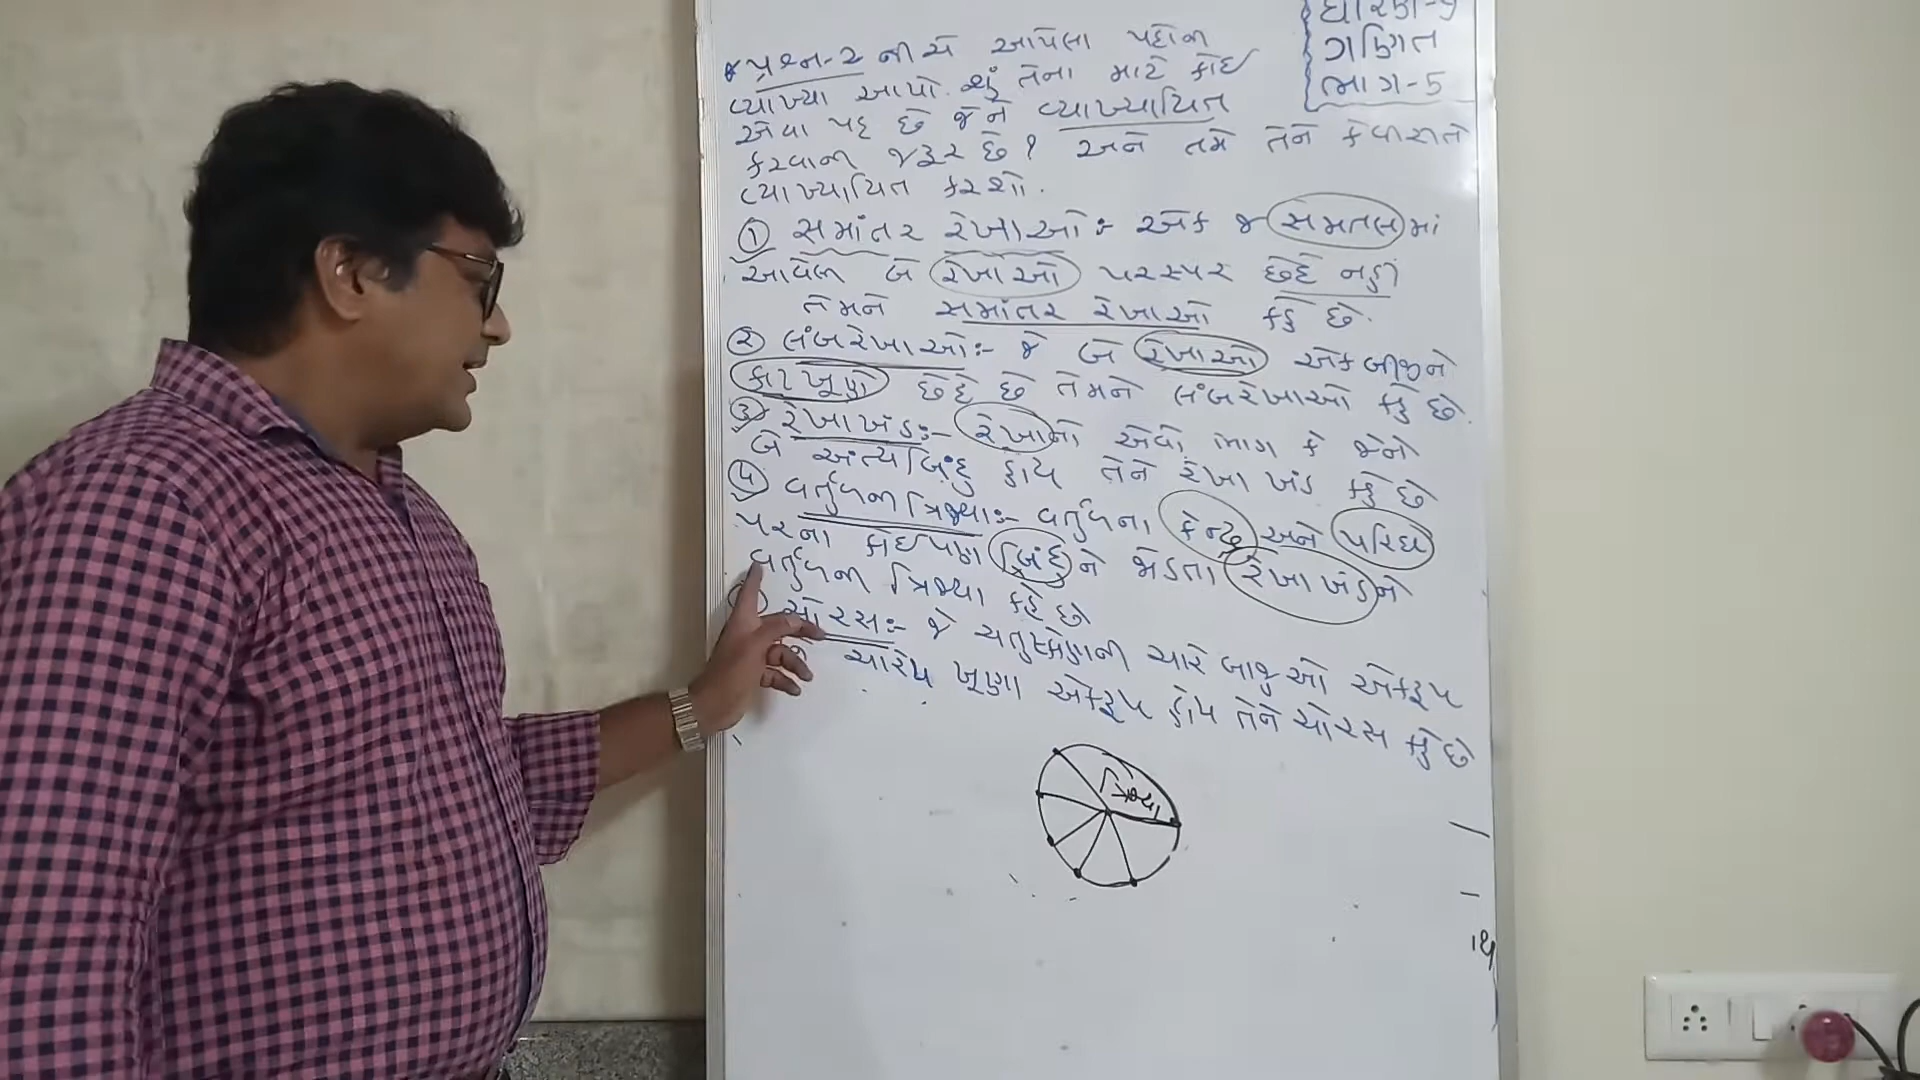 ધોરણ-9
ગણિત
ભાગ-5
* પ્રશ્ન-2 નીચે આપેલા પદોની
વ્યાખ્યા આપો. શું તેના માટે કોઈ
એવા પદ છે જેને વ્યાખ્યાયિત
કરવાની જરૂર છે? અને તમે તેને કેવી રીતે
વ્યાખ્યાયિત કરશો.
① સમાંતર રેખાઓ:- એક જ સમતલમાં
આવેલ બે રેખાઓ પરસ્પર છેદે નહીં
તેમને સમાંતર રેખાઓ કહે છે.
② લંબરેખાઓ:- જે બે રેખાઓ એકબીજીને
કાટખૂણે છેદે છે તેમને લંબરેખાઓ કહે છે.
③ રેખાખંડ:- રેખાનો એવો ભાગ કે જેને
બે અંત્યબિંદુ હોય તેને રેખા ખંડ કહે છે
④ વર્તુળની ત્રિજ્યા:- વર્તુળના કેન્દ્ર અને પરિઘ
પરના કોઈપણ બિંદુને જોડતા રેખાખંડને
વર્તુળની ત્રિજ્યા કહે છે
ચોરસ:- જે ચતુષ્કોણની ચારે બાજુઓ એકરૂપ
ચારેય ખૂણા એકરૂપ હોય તેને ચોરસ કહે છે
ત્રિજ્યા